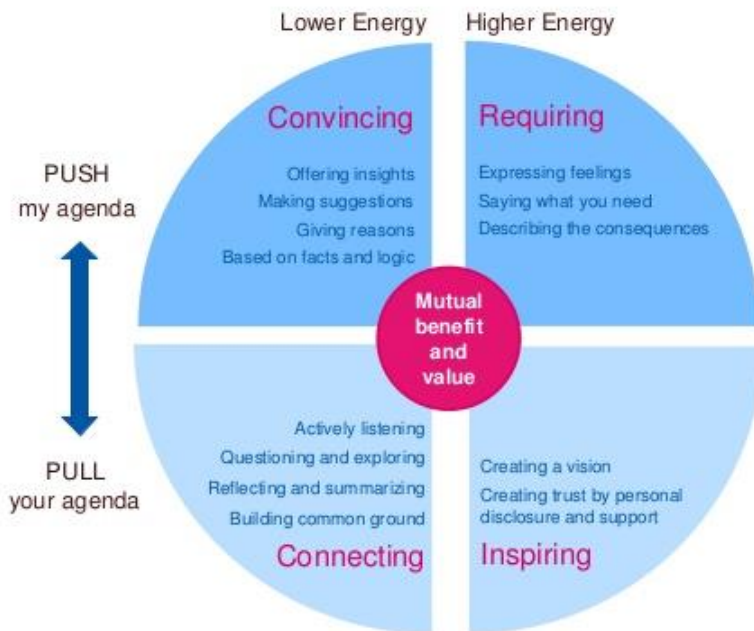 Lower Energy
Higher Energy
Convincing
Offering insights
Making suggestions
Giving reasons
Based on facts and logic
Requiring
Expressing feelings
Saying what you need
Describing the consequences
PUSH
my agenda
Mutual
benefit
and
value
PULL
your agenda
Actively listening
Questioning and exploring
Reflecting and summarizing
Building common ground
Connecting
Creating a vision
Creating trust by personal
disclosure and support
Inspiring